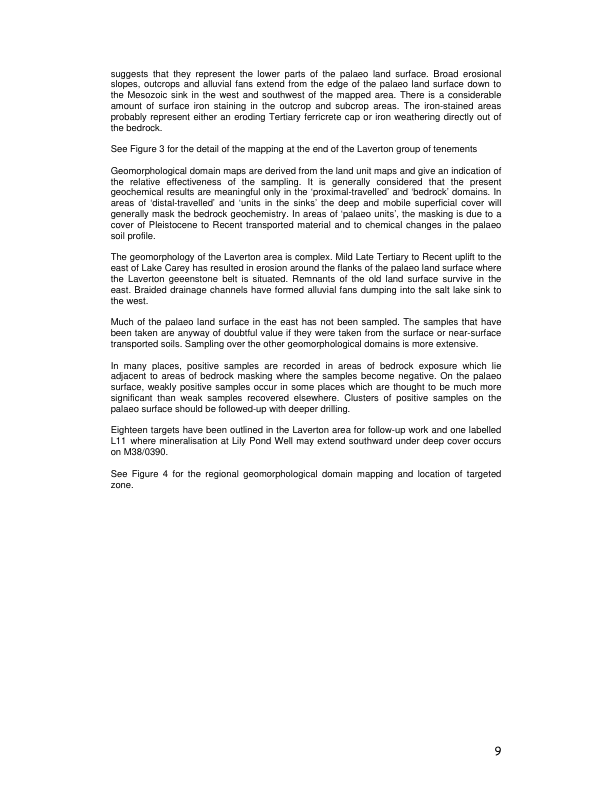 suggests that they represent the lower parts of the palaeo land surface. Broad erosional
slopes, outcrops and alluvial fans extend from the edge of the palaeo land surface down to
the Mesozoic sink in the west and southwest of the mapped area. There is a considerable
amount of surface iron staining in the outcrop and subcrop areas. The iron-stained areas
probably represent either an eroding Tertiary ferricrete cap or iron weathering directly out of
the bedrock.
See Figure 3 for the detail of the mapping at the end of the Laverton group of tenements
Geomorphological domain maps are derived from the land unit maps and give an indication of
the relative effectiveness of the sampling. It is generally considered that the present
geochemical results are meaningful only in the ‘proximal-travelled’ and ‘bedrock’ domains. In
areas of ‘distal-travelled’ and ‘units in the sinks’ the deep and mobile superficial cover will
generally mask the bedrock geochemistry. In areas of ‘palaeo units’, the masking is due to a
cover of Pleistocene to Recent transported material and to chemical changes in the palaeo
soil profile.
The geomorphology of the Laverton area is complex. Mild Late Tertiary to Recent uplift to the
east of Lake Carey has resulted in erosion around the flanks of the palaeo land surface where
the Laverton geeenstone belt is situated. Remnants of the old land surface survive in the
east. Braided drainage channels have formed alluvial fans dumping into the salt lake sink to
the west.
Much of the palaeo land surface in the east has not been sampled. The samples that have
been taken are anyway of doubtful value if they were taken from the surface or near-surface
transported soils. Sampling over the other geomorphological domains is more extensive.
In many places, positive samples are recorded in areas of bedrock exposure which lie
adjacent to areas of bedrock masking where the samples become negative. On the palaeo
surface, weakly positive samples occur in some places which are thought to be much more
significant than weak samples recovered elsewhere. Clusters of positive samples on the
palaeo surface should be followed-up with deeper drilling.
Eighteen targets have been outlined in the Laverton area for follow-up work and one labelled
L11 where mineralisation at Lily Pond Well may extend southward under deep cover occurs
on M38/0390.
See Figure 4 for the regional geomorphological domain mapping and location of targeted
zone.
9